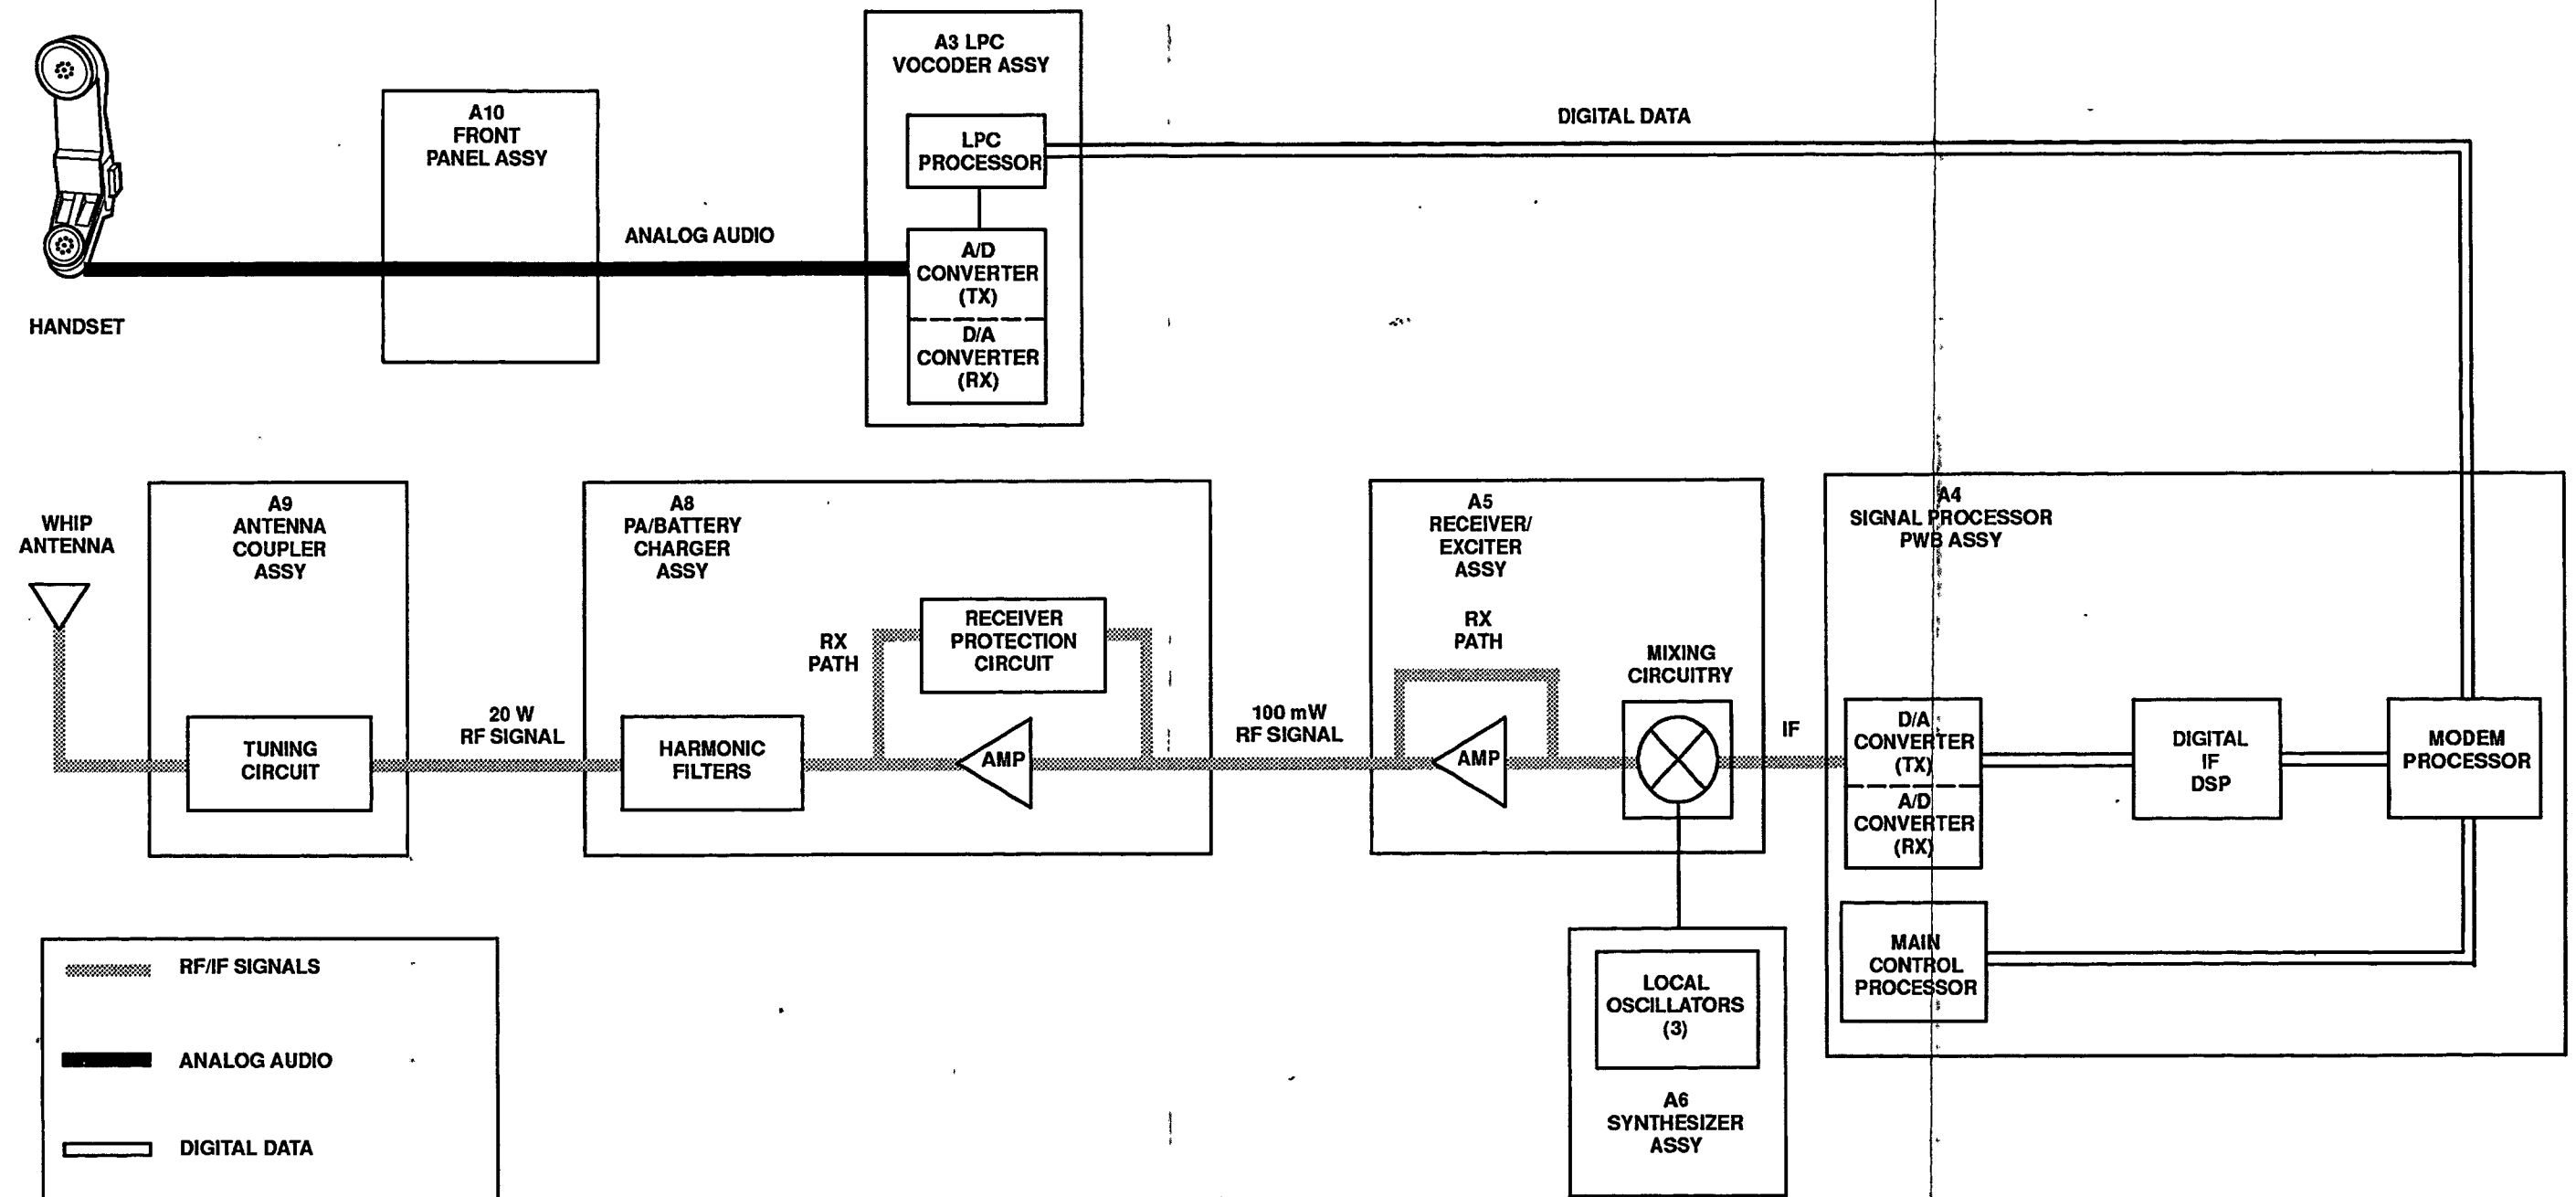 A3 LPC
VOCODER ASSY
A10
FRONT
PANEL ASSY
LPC
PROCESSOR
DIGITAL DATA
ANALOG AUDIO
A/D
CONVERTER
(TX)
D/A
CONVERTER
(RX)
HANDSET
WHIP
ANTENNA
A9
ANTENNA
COUPLER
ASSY
TUNING
CIRCUIT
20 W
RF SIGNAL
A8
PA/BATTERY
CHARGER
ASSY
HARMONIC
FILTERS
RX
PATH
RECEIVER
PROTECTION
CIRCUIT
AMP
100 mW
RF SIGNAL
A5
RECEIVER/
EXCITER
ASSY
RX
PATH
AMP
MIXING
CIRCUITRY
IF
A4
SIGNAL PROCESSOR
PWB ASSY
D/A
CONVERTER
(TX)
A/D
CONVERTER
(RX)
DIGITAL
IF
DSP
MODEM
PROCESSOR
MAIN
CONTROL
PROCESSOR
LOCAL
OSCILLATORS
(3)
A6
SYNTHESIZER
ASSY
RF/IF SIGNALS
ANALOG AUDIO
DIGITAL DATA